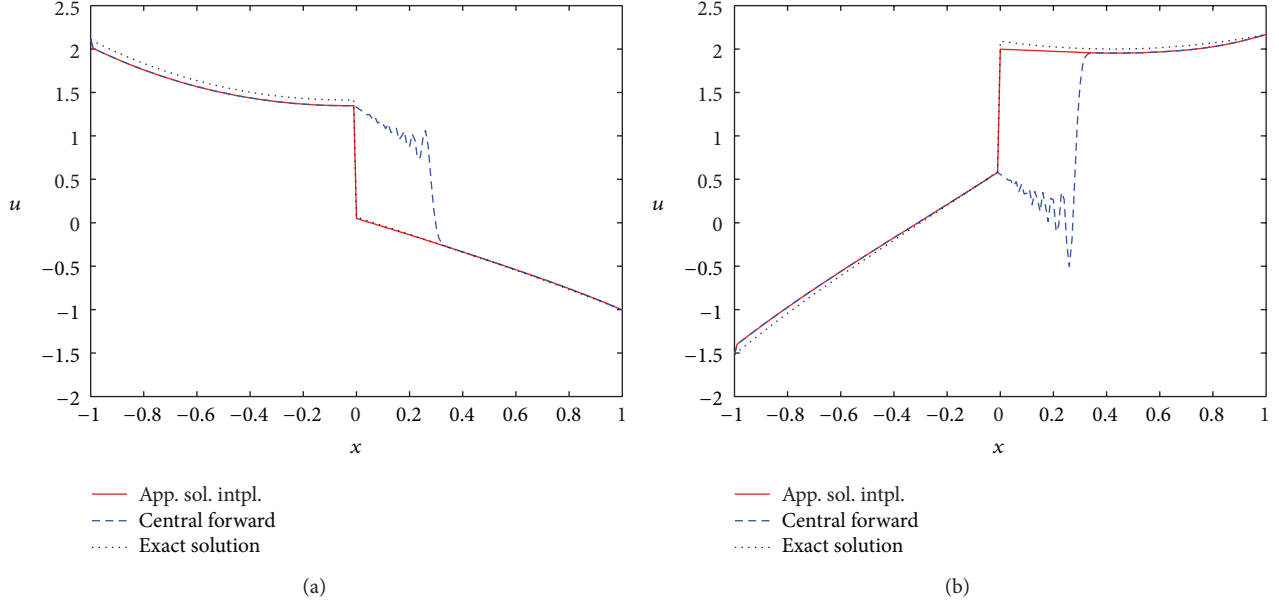 2.5
2
1.5
1
0.5
0
−0.5
−1
−1.5
−2
u
−1 −0.8 −0.6 −0.4 −0.2 0 0.2 0.4 0.6 0.8 1
x
App. sol. intpl.
Central forward
Exact solution
(a)
2.5
2
1.5
1
0.5
0
−0.5
−1
−1.5
−2
u
−1 −0.8 −0.6 −0.4 −0.2 0 0.2 0.4 0.6 0.8 1
x
App. sol. intpl.
Central forward
Exact solution
(b)